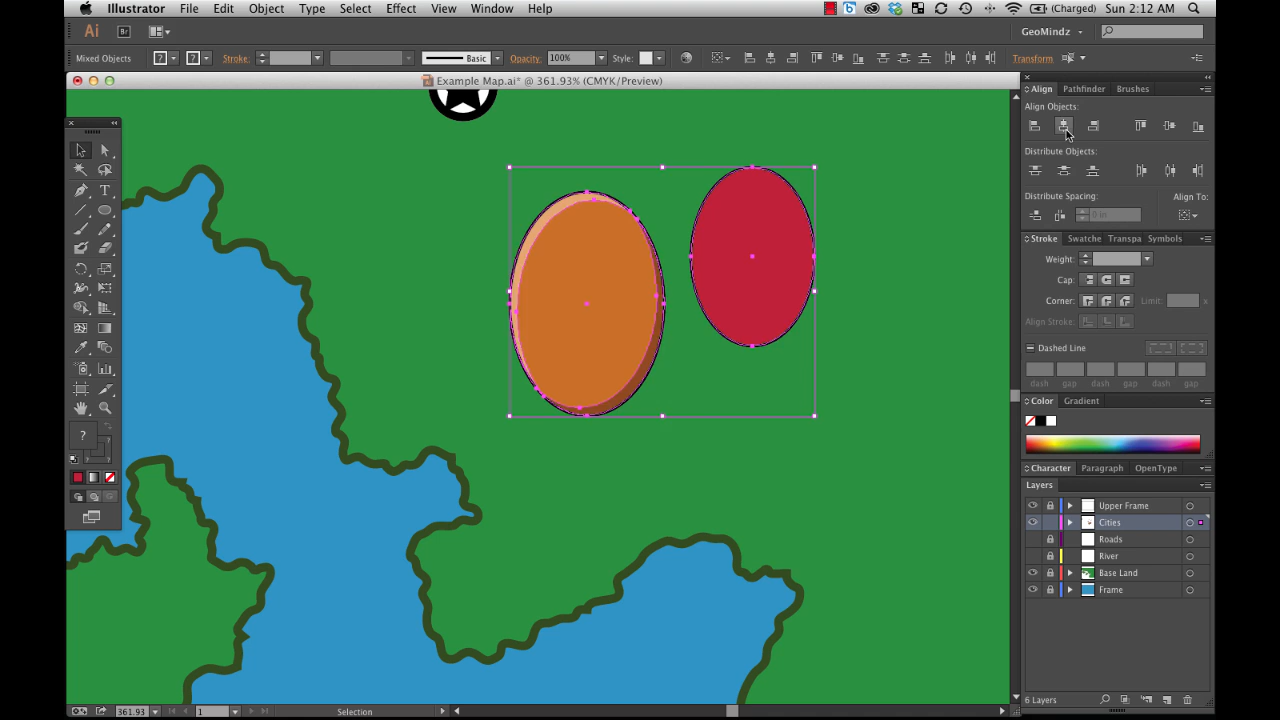 Illustrator File Edit Object Type Select Effect View Window Help (Charged) Sun 2:12 AM
Ai Br GeoMindz
Mixed Objects ? ? Stroke: Basic Opacity: 100% Style: Transform
Example Map.ai* @ 361.93% (CMYK/Preview)
Align Pathfinder Brushes
Align Objects:
Distribute Objects:
Distribute Spacing: Align To:
0 in
Stroke Swatche Transpa Symbols
Weight:
Cap:
Corner: Limit: x
Align Stroke:
Dashed Line
dash gap dash gap dash gap
Color Gradient
Character Paragraph OpenType
Layers
Upper Frame
Cities
Roads
River
Base Land
Frame
6 Layers
T
?
361.93 1 Selection